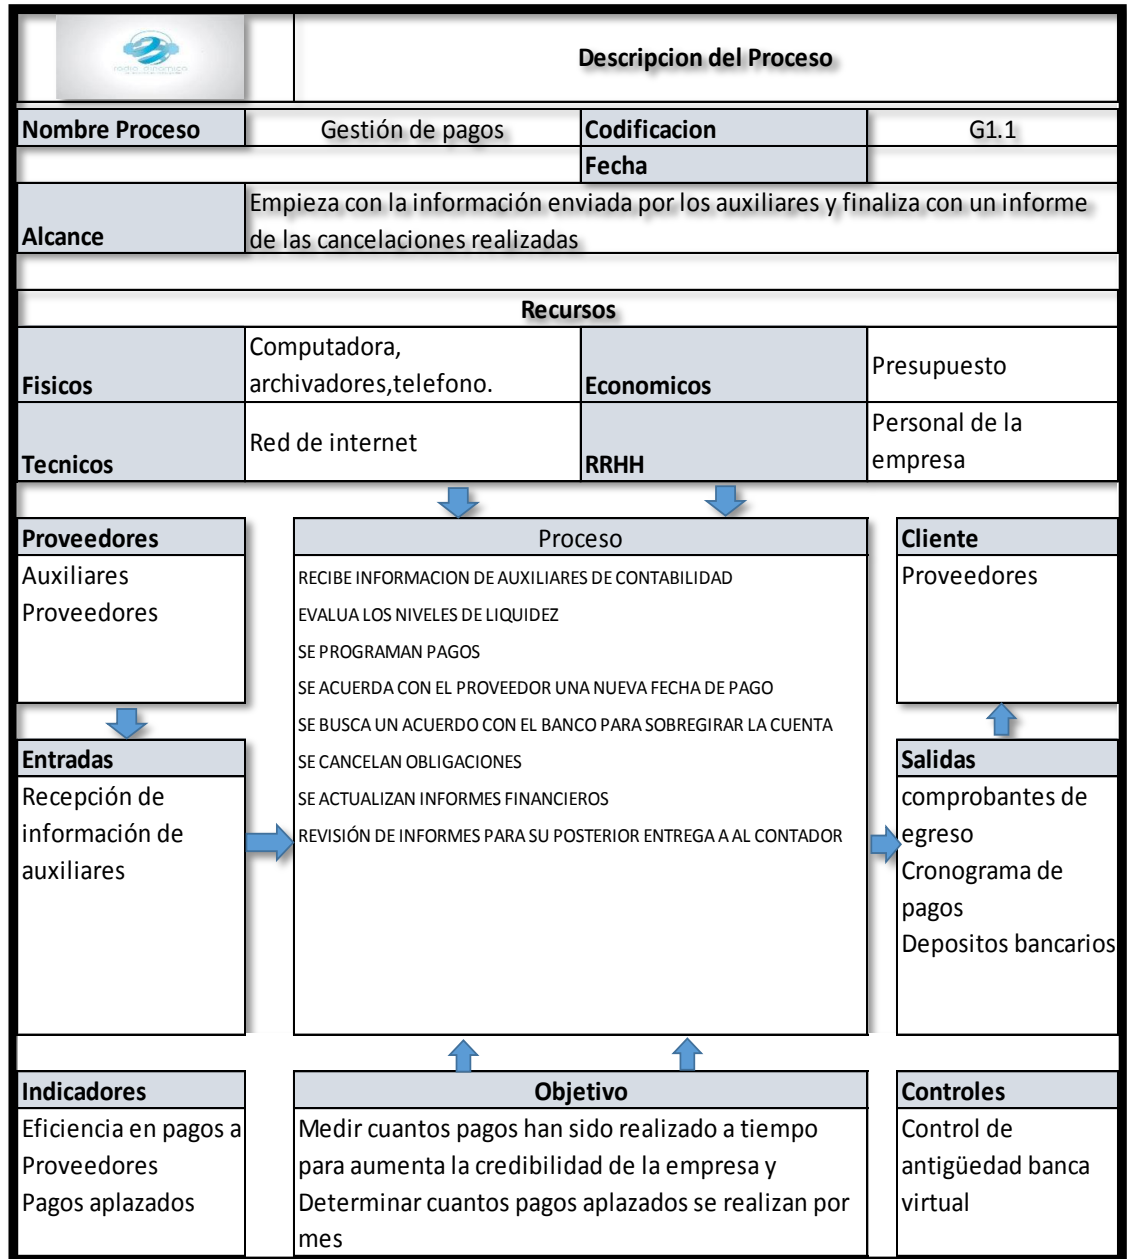 Descripcion del Proceso
Nombre Proceso
Gestión de pagos
Codificacion
G1.1
Fecha
Alcance
Empieza con la información enviada por los auxiliares y finaliza con un informe
de las cancelaciones realizadas
Recursos
Fisicos
Computadora,
archivadores,telefono.
Economicos
Presupuesto
Tecnicos
Red de internet
RRHH
Personal de la
empresa
Proveedores
Auxiliares
Proveedores
Entradas
Recepción de
información de
auxiliares
Proceso
RECIBE INFORMACION DE AUXILIARES DE CONTABILIDAD
EVALUA LOS NIVELES DE LIQUIDEZ
SE PROGRAMAN PAGOS
SE ACUERDA CON EL PROVEEDOR UNA NUEVA FECHA DE PAGO
SE BUSCA UN ACUERDO CON EL BANCO PARA SOBREGIRAR LA CUENTA
SE CANCELAN OBLIGACIONES
SE ACTUALIZAN INFORMES FINANCIEROS
REVISIÓN DE INFORMES PARA SU POSTERIOR ENTREGA A AL CONTADOR
Cliente
Proveedores
Salidas
comprobantes de
egreso
Cronograma de
pagos
Depositos bancarios
Indicadores
Eficiencia en pagos a
Proveedores
Pagos aplazados
Objetivo
Medir cuantos pagos han sido realizado a tiempo
para aumenta la credibilidad de la empresa y
Determinar cuantos pagos aplazados se realizan por
mes
Controles
Control de
antigüedad banca
virtual